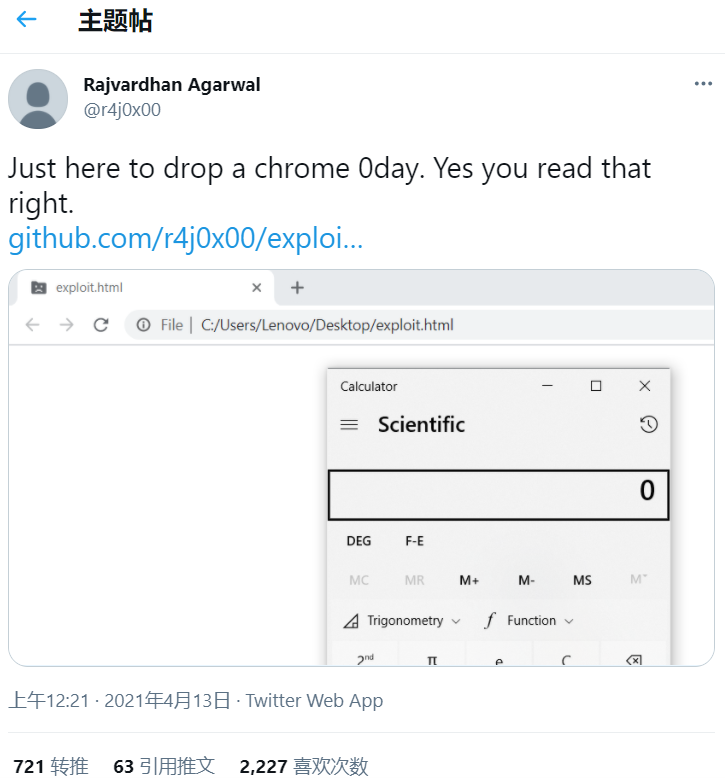 主题帖
Rajvardhan Agarwal
@r4j0x00
Just here to drop a chrome 0day. Yes you read that
right.
github.com/r4j0x00/exploi...
exploit.html
File | C:/Users/Lenovo/Desktop/exploit.html
Calculator
Scientific
0
DEG F-E
MC MR M+ M- MS M˅
Trigonometry f Function
2nd π e C
上午12:21 · 2021年4月13日 · Twitter Web App
721 转推 63 引用推文 2,227 喜欢次数